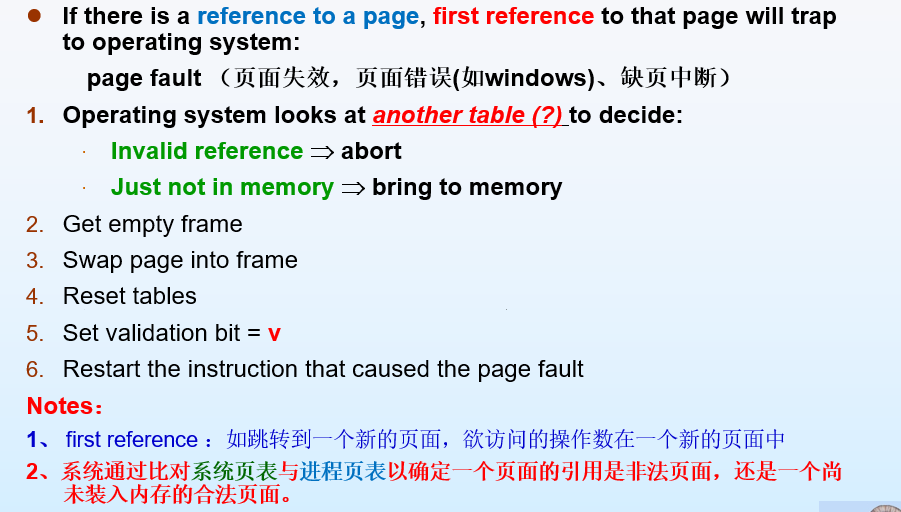 ● If there is a reference to a page, first reference to that page will trap
to operating system:
page fault （页面失效，页面错误(如windows)、缺页中断）
1. Operating system looks at another table (?) to decide:
· Invalid reference ⇒ abort
· Just not in memory ⇒ bring to memory
2. Get empty frame
3. Swap page into frame
4. Reset tables
5. Set validation bit = v
6. Restart the instruction that caused the page fault
Notes：
1、 first reference ：如跳转到一个新的页面，欲访问的操作数在一个新的页面中
2、系统通过比对系统页表与进程页表以确定一个页面的引用是非法页面，还是一个尚
未装入内存的合法页面。